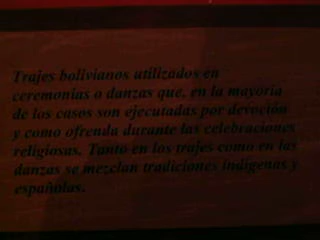 Trajes bolivianos utilizados en
ceremonias o danzas que, en la mayoría
de los casos son ejecutadas por devoción
y como ofrenda durante las celebraciones
religiosas. Tanto en los trajes como en las
danzas se mezclan tradiciones indígenas y
españolas.